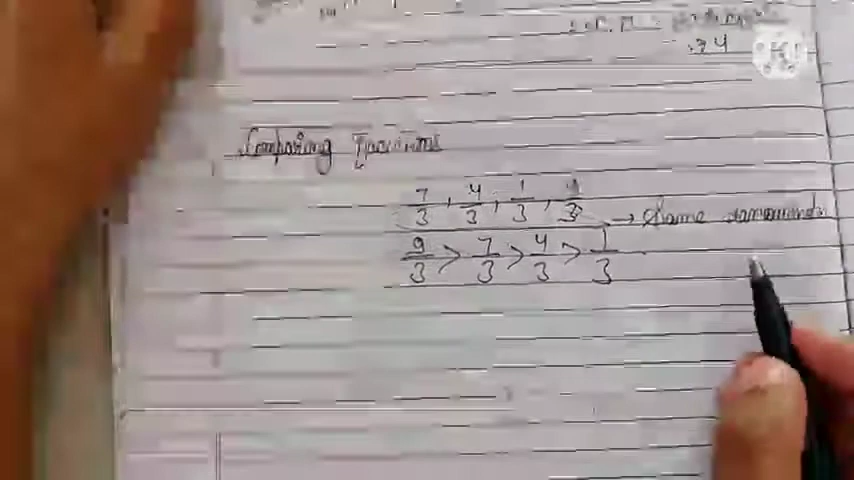 L.C.M
24
Comparing Fractions
7/3, 4/3, 1/3, 9/3 → Same
9/3 > 7/3 > 4/3 > 1/3